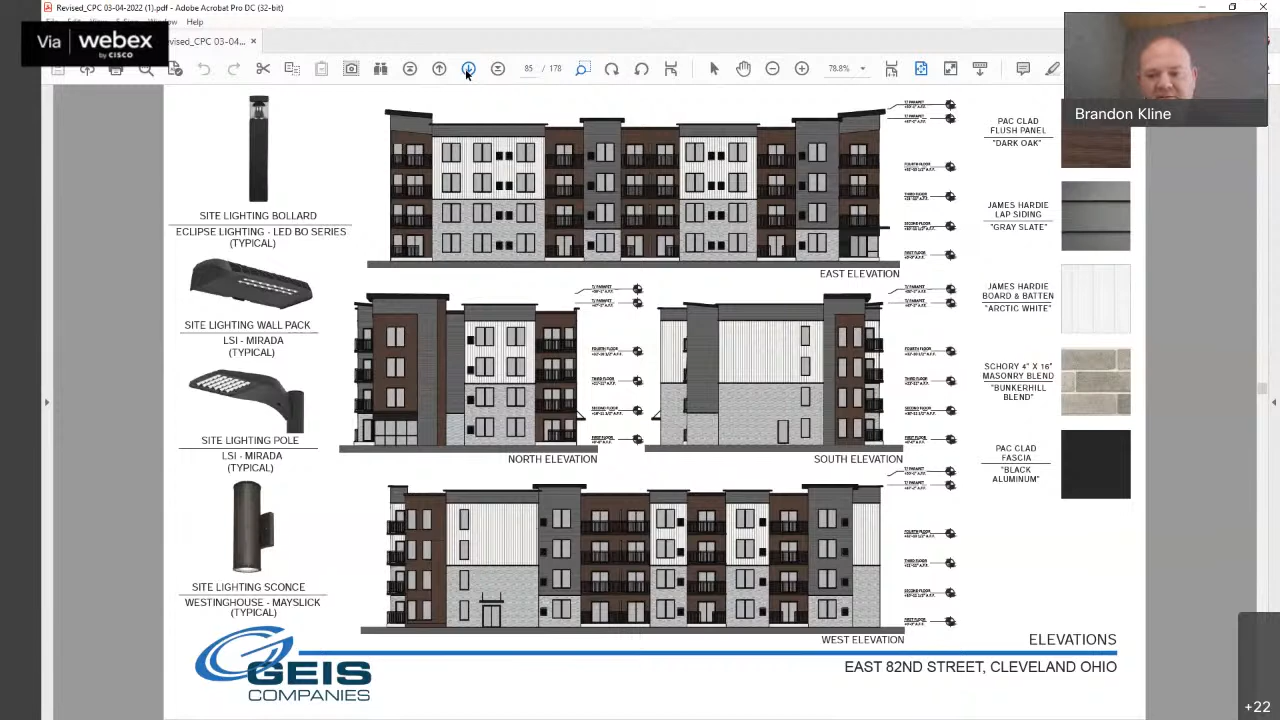 Revised_CPC 03-04-2022 (1).pdf - Adobe Acrobat Pro DC (32-bit)
Help
Via webex
by CISCO
vised_CPC 03-04... ×
/ 178
78.8%
Brandon Kline
SITE LIGHTING BOLLARD
ECLIPSE LIGHTING - LED BO SERIES
(TYPICAL)
SITE LIGHTING WALL PACK
LSI - MIRADA
(TYPICAL)
SITE LIGHTING POLE
LSI - MIRADA
(TYPICAL)
SITE LIGHTING SCONCE
WESTINGHOUSE - MAYSLICK
(TYPICAL)
EAST ELEVATION
NORTH ELEVATION
SOUTH ELEVATION
WEST ELEVATION
PAC CLAD
FLUSH PANEL
"DARK OAK"
JAMES HARDIE
LAP SIDING
"GRAY SLATE"
JAMES HARDIE
BOARD & BATTEN
"ARCTIC WHITE"
SCHORY 4" X 16"
MASONRY BLEND
"BUNKERHILL
BLEND"
PAC CLAD
FASCIA
"BLACK
ALUMINUM"
GEIS
COMPANIES
ELEVATIONS
EAST 82ND STREET, CLEVELAND OHIO
+22